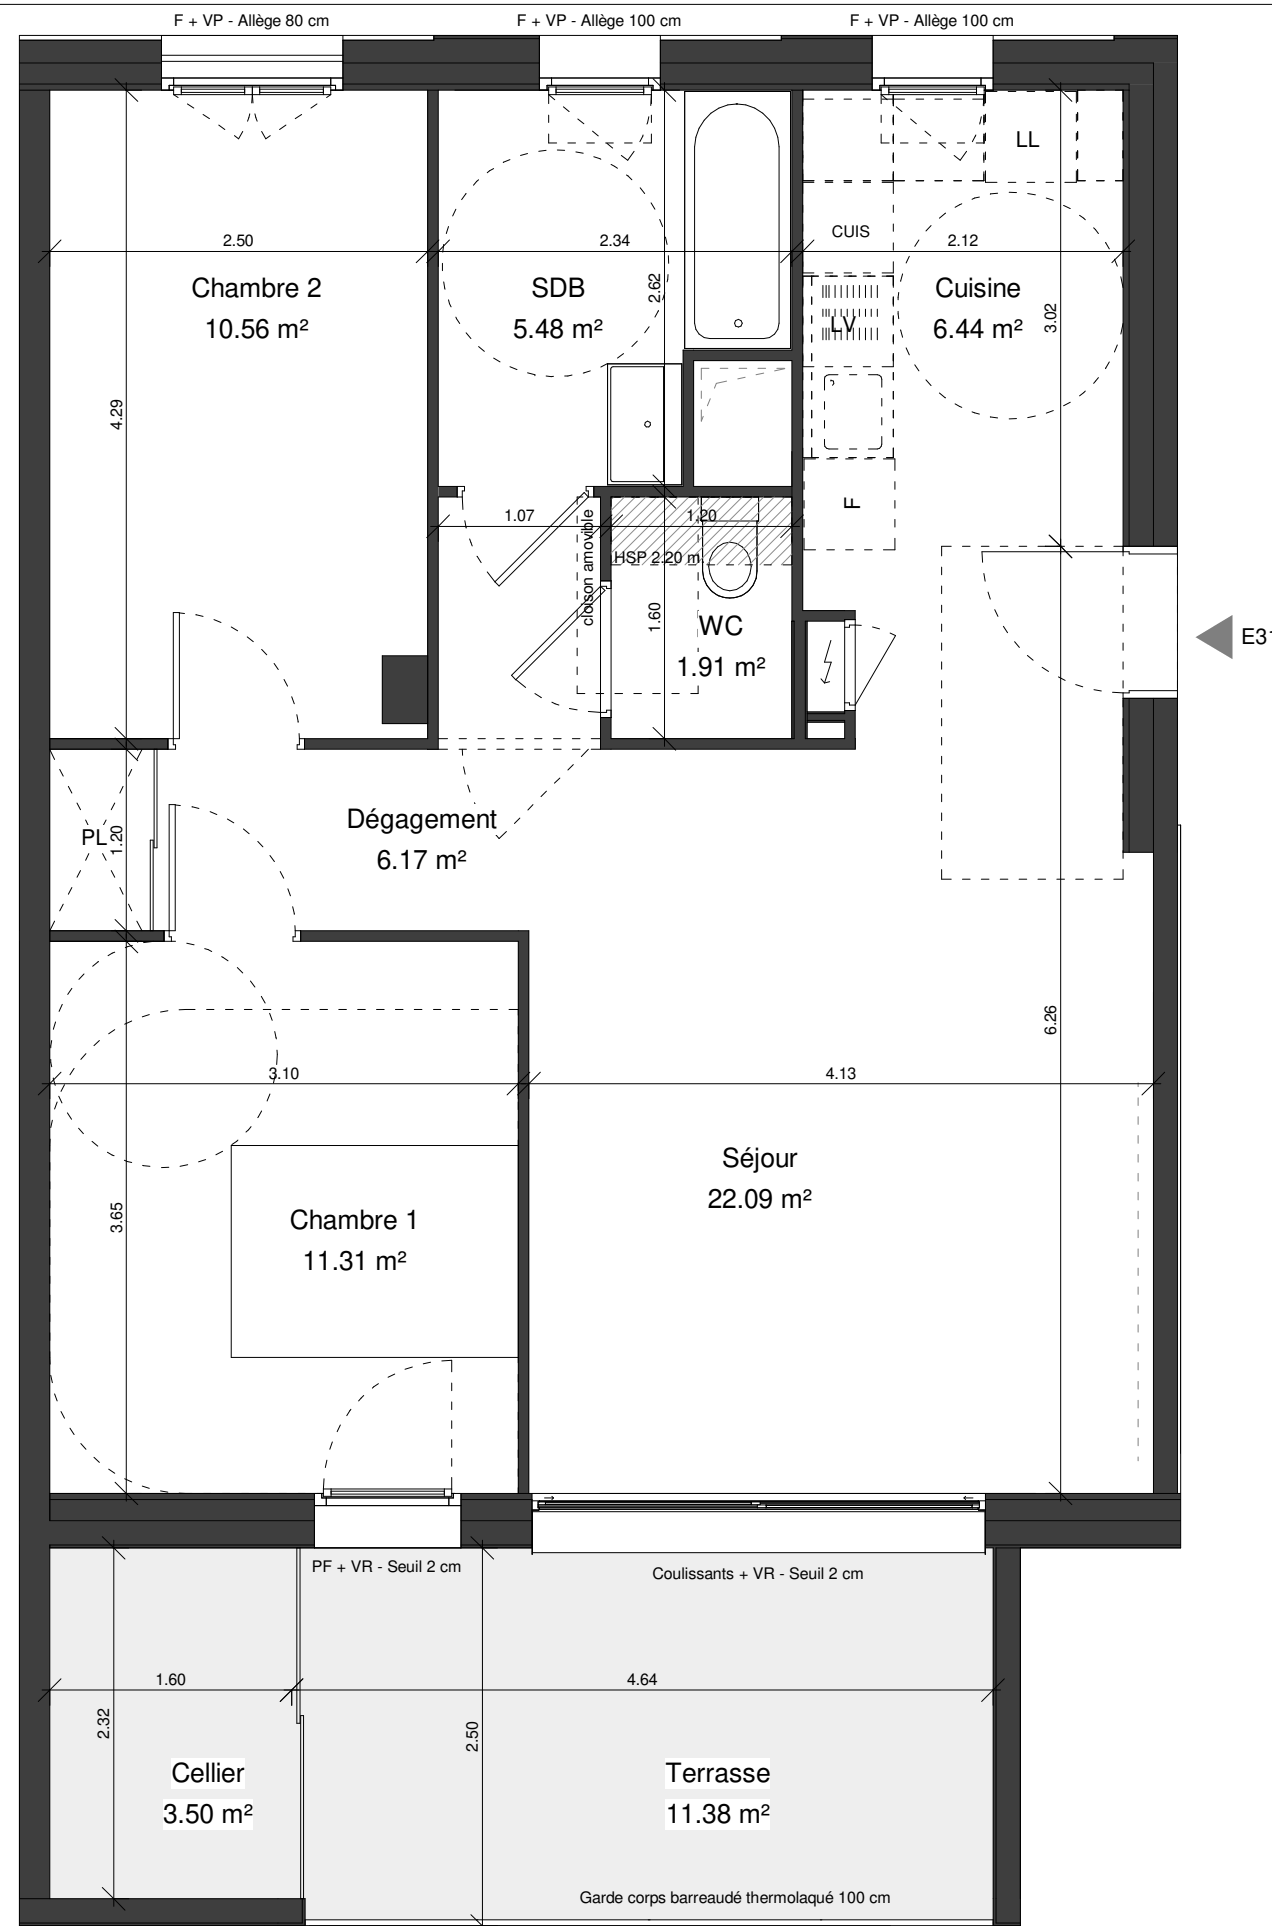 F + VP - Allège 80 cm
F + VP - Allège 100 cm
F + VP - Allège 100 cm
LL
CUIS
2.50
2.34
2.12
Chambre 2
10.56 m²
SDB
5.48 m²
2.62
Cuisine
6.44 m²
3.02
LV
4.29
F
1.07
1.20
cloison amovible
HSP 2.20 m
1.60
WC
1.91 m²
PL
1.20
Dégagement
6.17 m²
6.26
3.10
4.13
Séjour
22.09 m²
3.65
Chambre 1
11.31 m²
PF + VR - Seuil 2 cm
Coulissants + VR - Seuil 2 cm
1.60
4.64
2.32
2.50
Cellier
3.50 m²
Terrasse
11.38 m²
Garde corps barreaudé thermolaqué 100 cm